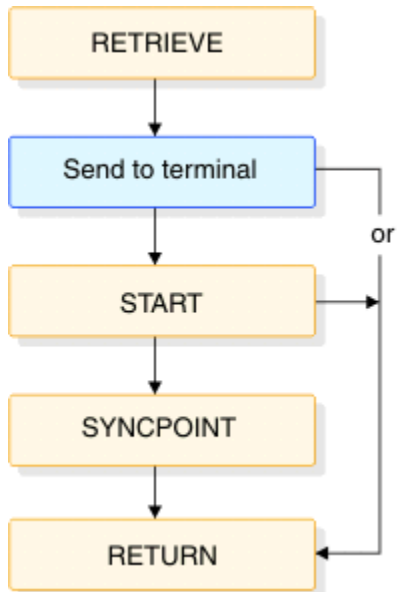 RETRIEVE
Send to terminal
or
START
SYNCPOINT
RETURN